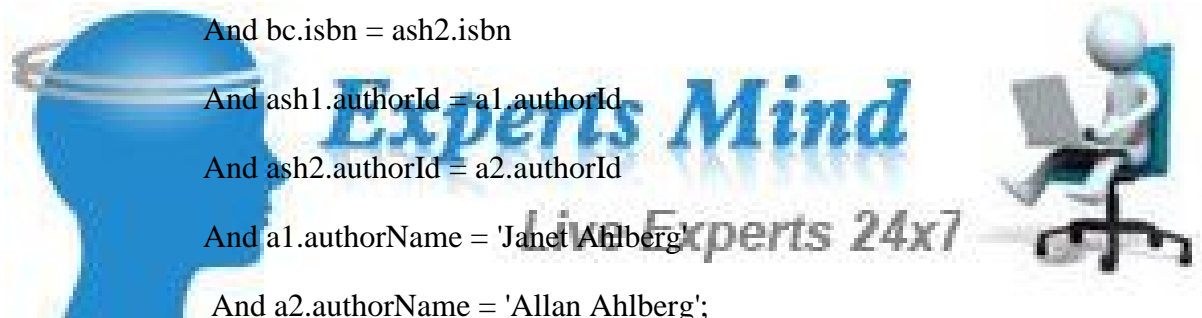 And bc.isbn = ash2.isbn
And ash1.authorId = a1.authorId
Experts Mind
And ash2.authorId = a2.authorId
Live Experts 24x7
And a1.authorName = 'Janet Ahlberg'
And a2.authorName = 'Allan Ahlberg';